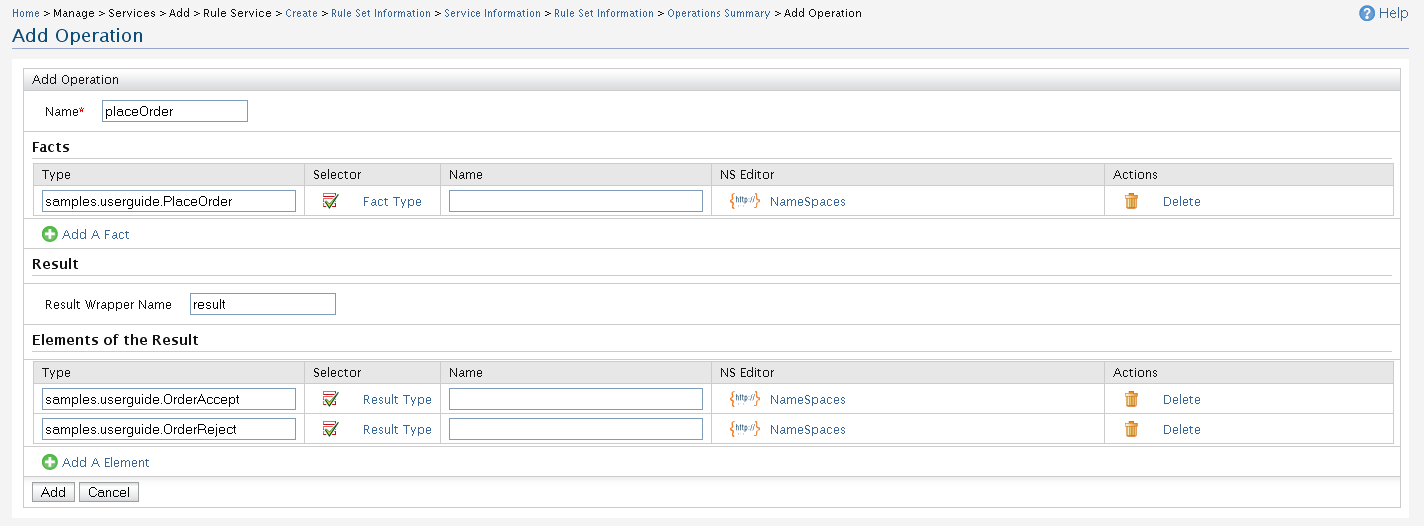 Home > Manage > Services > Add > Rule Service > Create > Rule Set Information > Service Information > Rule Set Information > Operations Summary > Add Operation
Help
Add Operation
Add Operation
Name* placeOrder
Facts
Type Selector Name NS Editor Actions
samples.userguide.PlaceOrder Fact Type {http://} NameSpaces Delete
Add A Fact
Result
Result Wrapper Name result
Elements of the Result
Type Selector Name NS Editor Actions
samples.userguide.OrderAccept Result Type {http://} NameSpaces Delete
samples.userguide.OrderReject Result Type {http://} NameSpaces Delete
Add A Element
Add Cancel